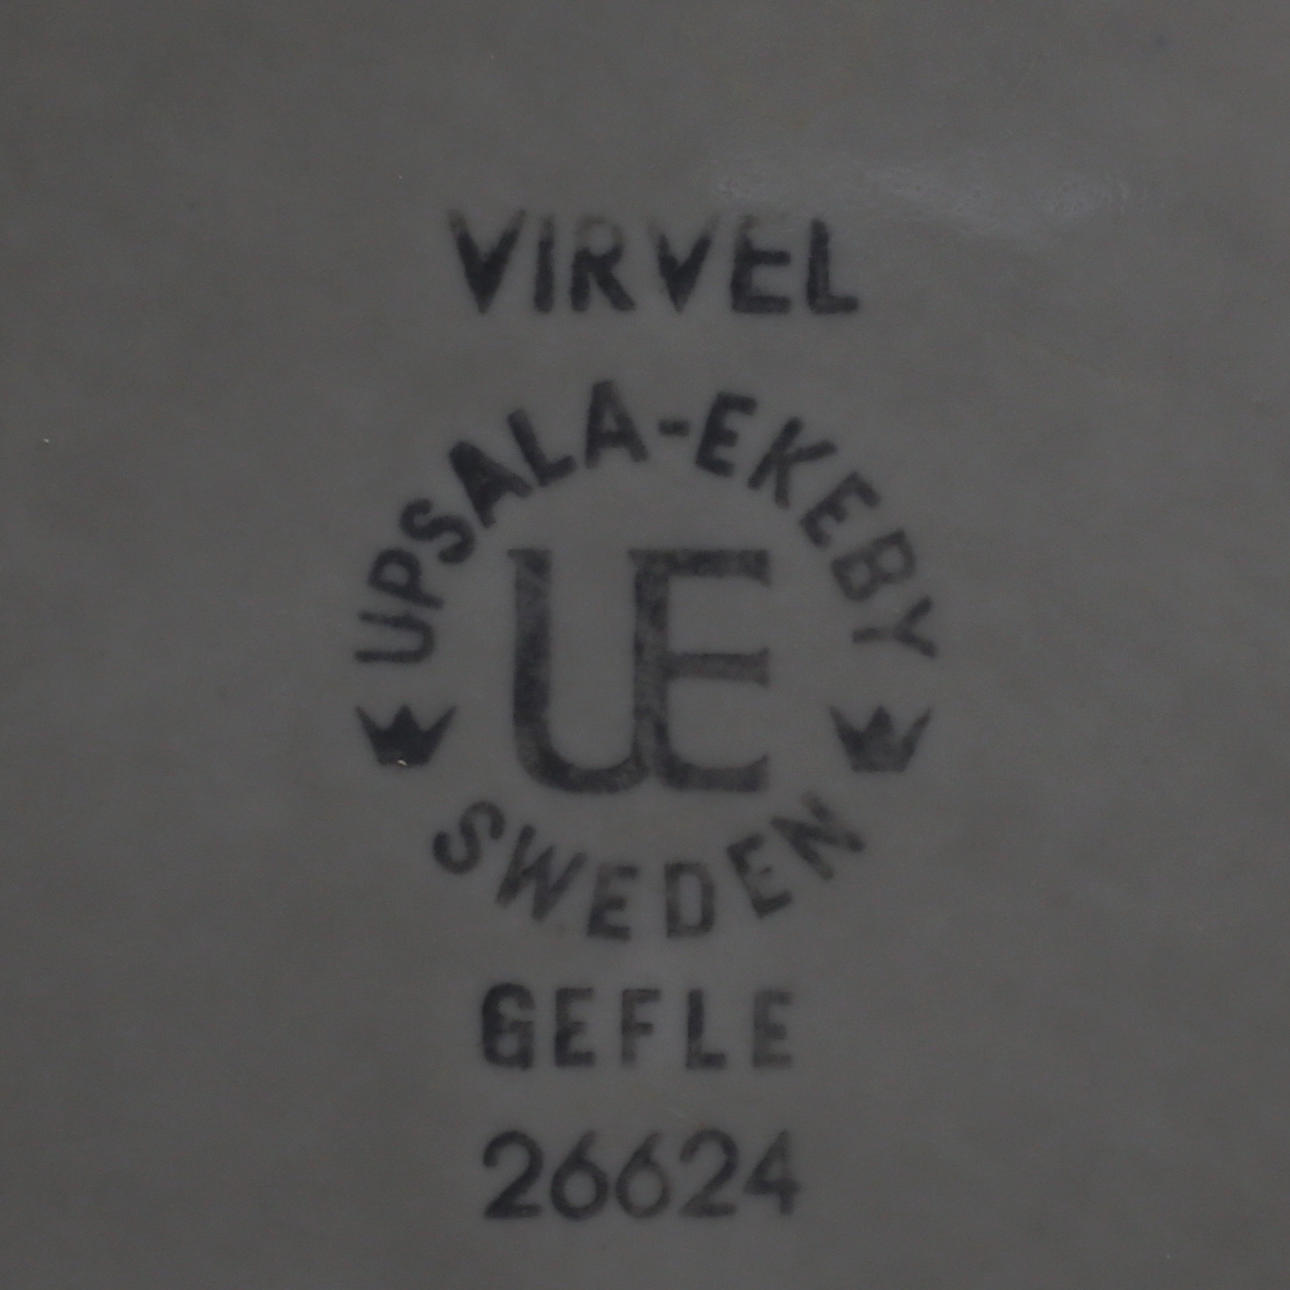 VIRVEL
UPSALA-EKEBY
UE
SWEDEN
GEFLE
26624